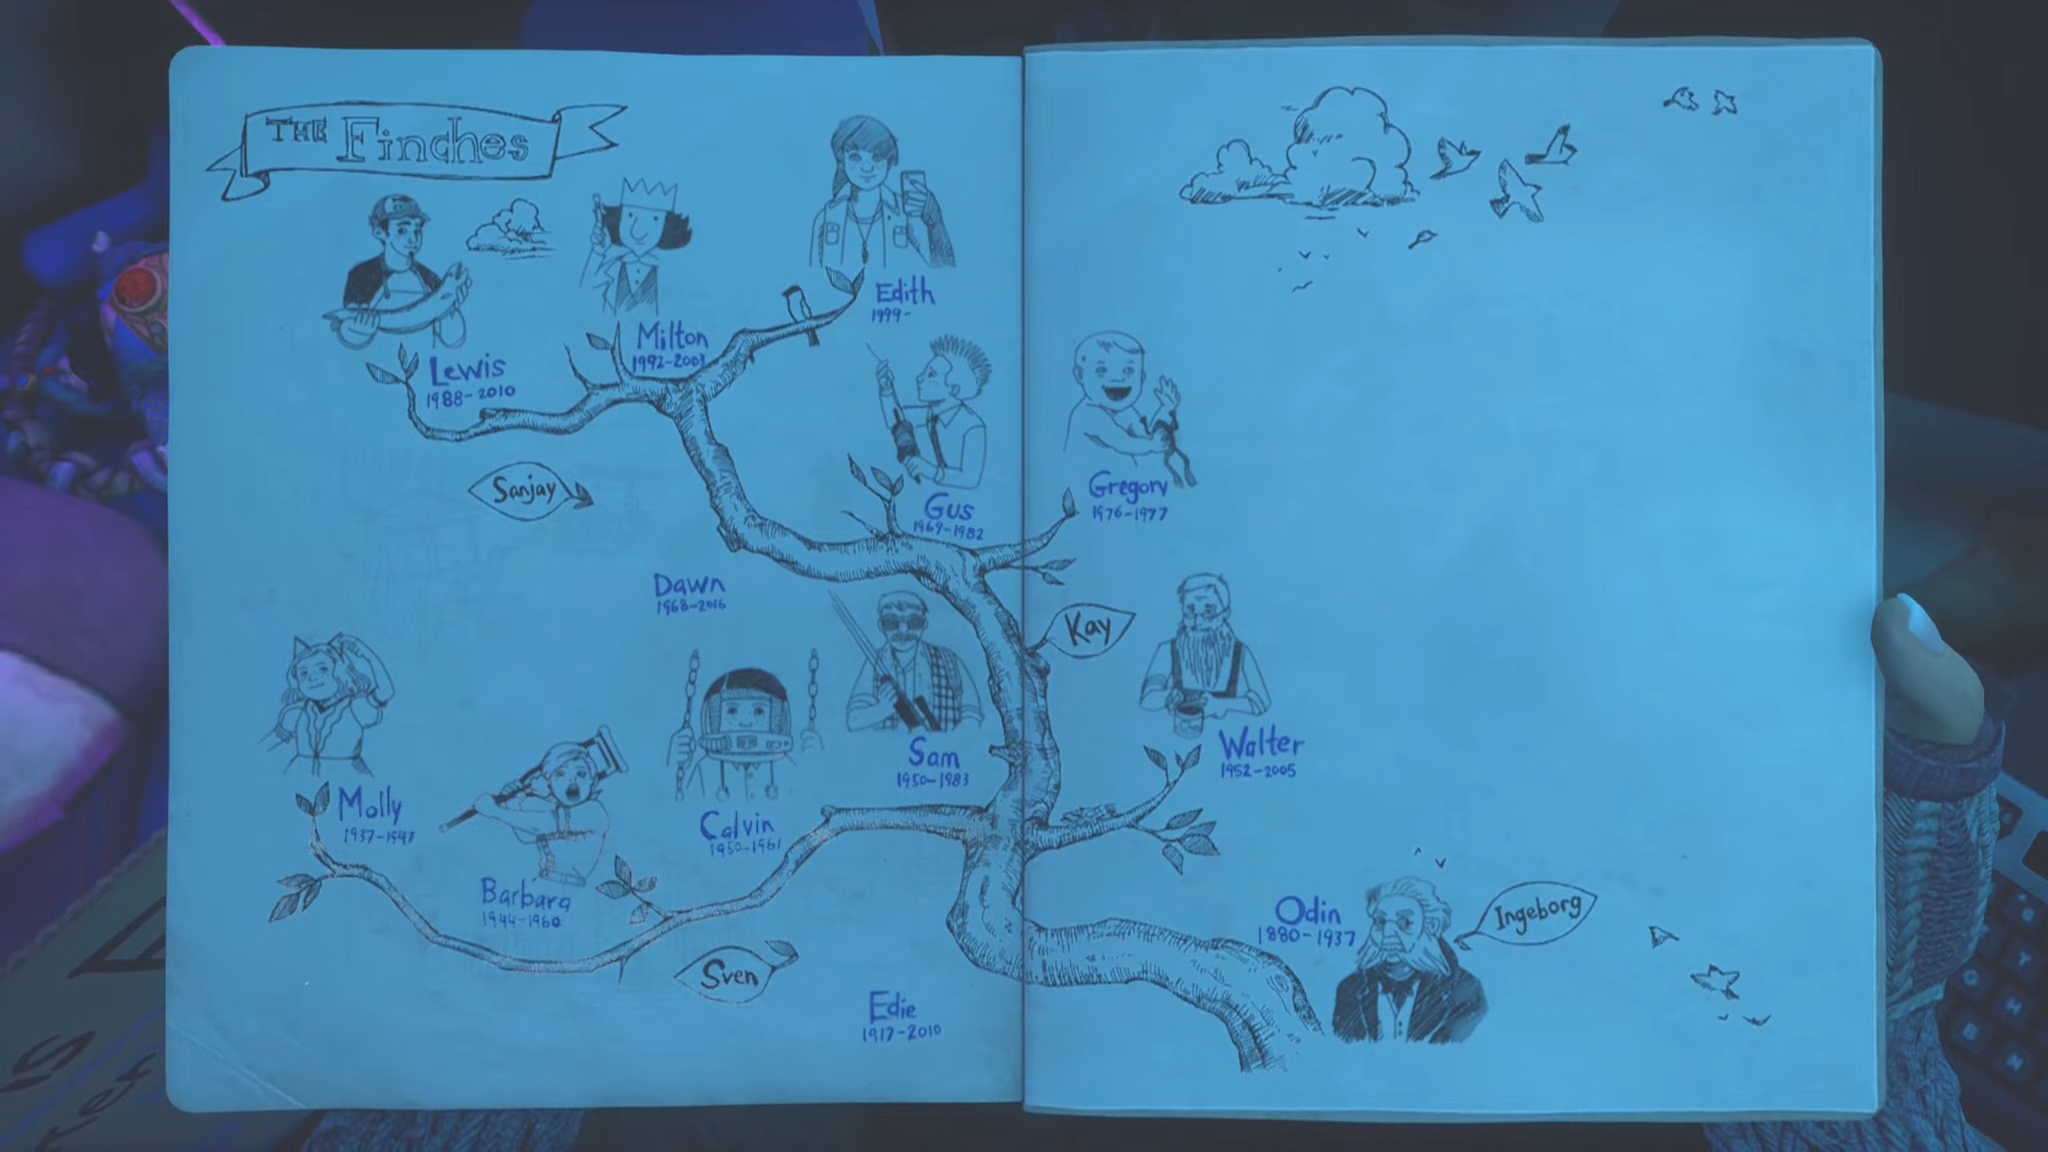 THE Finches
Edith
1999-
Milton
1992-2003
Lewis
1988-2010
Sanjay
Gus
1969-1982
Gregory
1976-1977
Dawn
1968-2016
Kay
Sam
1950-1983
Walter
1952-2005
Molly
1937-1947
Calvin
1950-1961
Barbara
1944-1960
Sven
Odin
1880-1937
Ingeborg
Edie
1917-2010